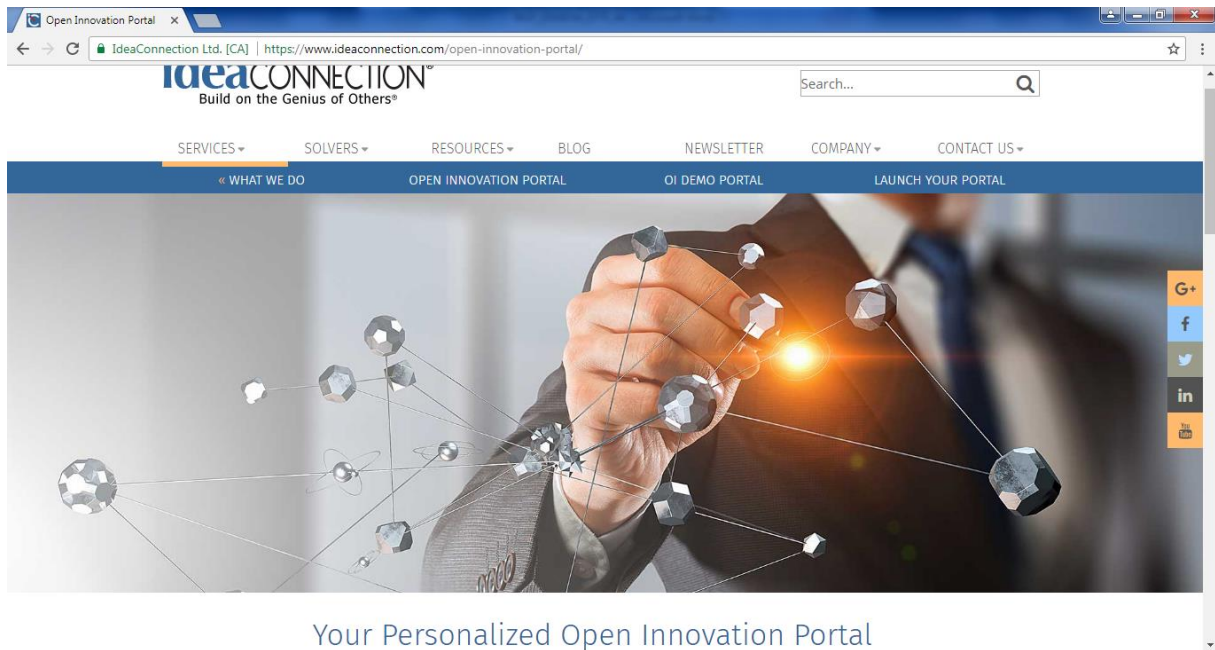 Open Innovation Portal
IdeaConnection Ltd. [CA] | https://www.ideaconnection.com/open-innovation-portal/
ideaCONNECTION®
Build on the Genius of Others®
Search...
SERVICES SOLVERS RESOURCES BLOG NEWSLETTER COMPANY CONTACT US
« WHAT WE DO OPEN INNOVATION PORTAL OI DEMO PORTAL LAUNCH YOUR PORTAL
G+
f
in
You Tube
Your Personalized Open Innovation Portal